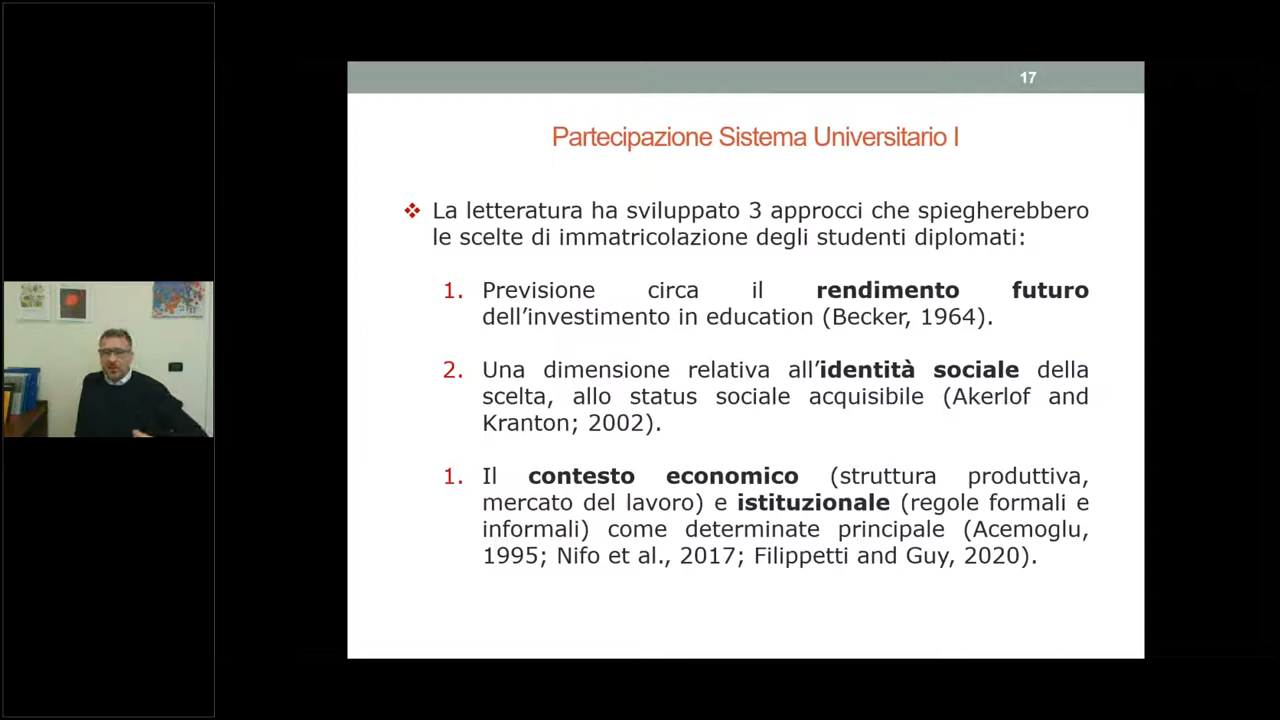 17
Partecipazione Sistema Universitario I
❖ La letteratura ha sviluppato 3 approcci che spiegherebbero
le scelte di immatricolazione degli studenti diplomati:
1. Previsione circa il rendimento futuro
dell’investimento in education (Becker, 1964).
2. Una dimensione relativa all’identità sociale della
scelta, allo status sociale acquisibile (Akerlof and
Kranton; 2002).
1. Il contesto economico (struttura produttiva,
mercato del lavoro) e istituzionale (regole formali e
informali) come determinate principale (Acemoglu,
1995; Nifo et al., 2017; Filippetti and Guy, 2020).